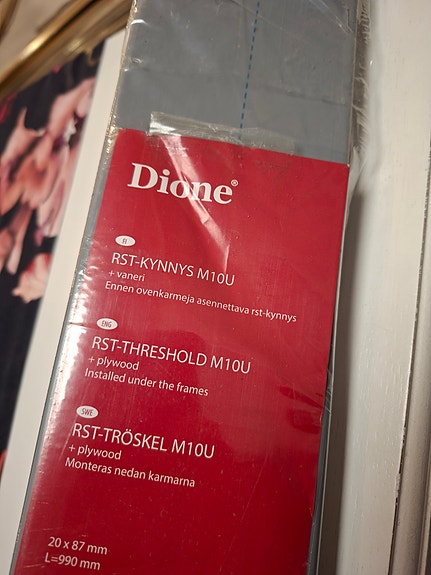 Dione®
FI
RST-KYNNYS M10U
+ vaneri
Ennen ovenkarmeja asennettava rst-kynnys
ENG
RST-THRESHOLD M10U
+ plywood
Installed under the frames
SWE
RST-TRÖSKEL M10U
+ plywood
Monteras nedan karmarna
20 x 87 mm
L=990 mm